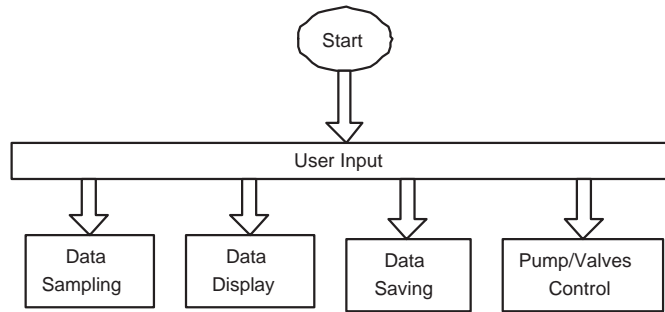 Start
User Input
Data
Sampling
Data
Display
Data
Saving
Pump/Valves
Control